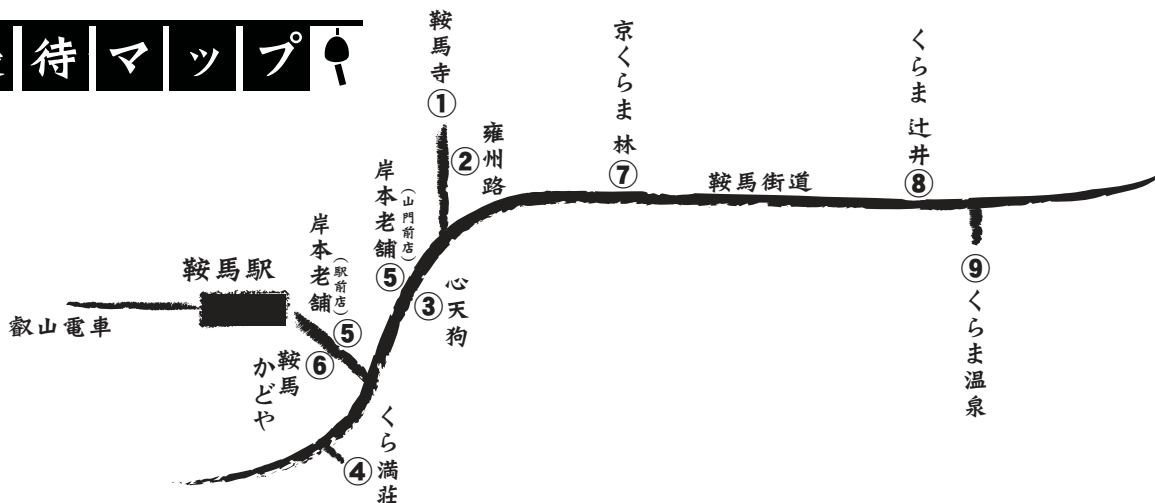 待マップ
鞍馬寺
①
②
雍州路
岸本老舗
(山門前店)
⑤
③
心天狗
岸本老舗
(駅前店)
⑤
⑥
鞍馬
かどや
鞍馬駅
叡山電車
④
くら満荘
京くらま 林
⑦
鞍馬街道
くらま 辻井
⑧
⑨
くらま温泉